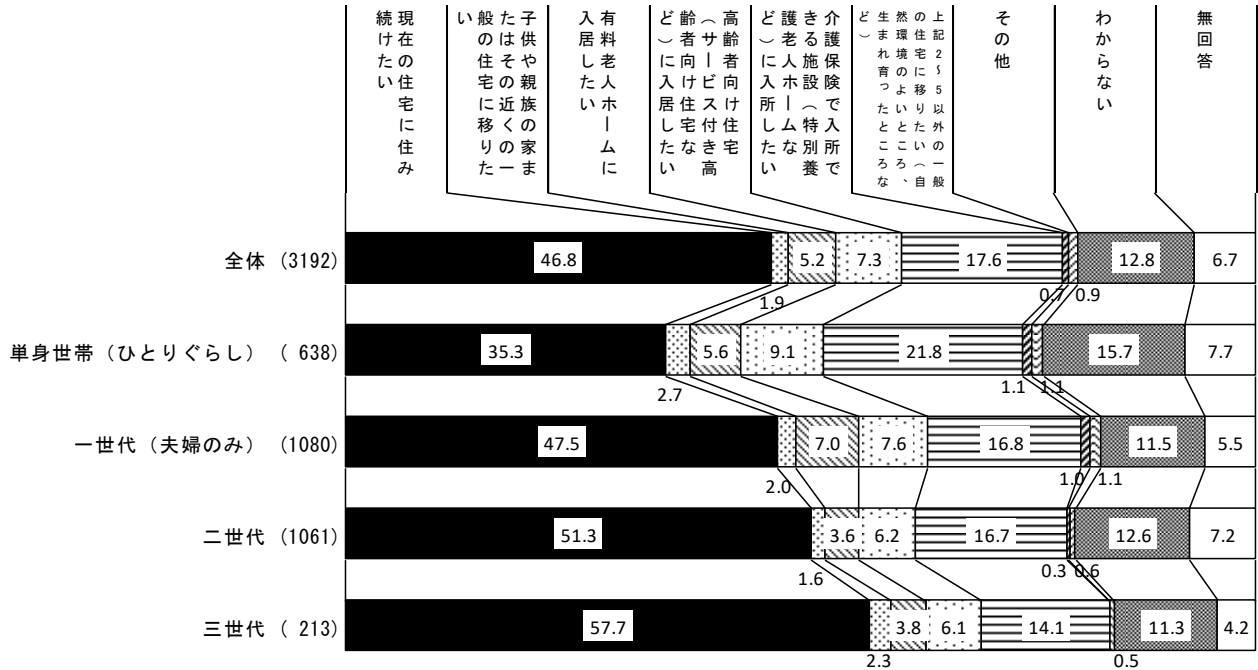 現在の住宅に住み
続けたい
子供や親族の家ま
たはその近くの一
般の住宅に移りた
い
有料老人ホームに
入居したい
高齢者向け住宅
（サービス付き高
齢者向け住宅な
ど）に入居したい
介護保険で入所で
きる施設（特別養
護老人ホームな
ど）に入所したい
上記２～５以外の一般
の住宅に移りたい（自
然環境のよいところ、
生まれ育ったところな
ど）
その他
わからない
無回答
全体 (3192) 46.8 5.2 7.3 17.6 12.8 6.7
1.9 0.7 0.9
単身世帯（ひとりぐらし） ( 638) 35.3 5.6 9.1 21.8 15.7 7.7
2.7 1.1 1.1
一世代（夫婦のみ） (1080) 47.5 7.0 7.6 16.8 11.5 5.5
2.0 1.0 1.1
二世代 (1061) 51.3 3.6 6.2 16.7 12.6 7.2
1.6 0.3 0.6
三世代 ( 213) 57.7 3.8 6.1 14.1 11.3 4.2
2.3 0.5